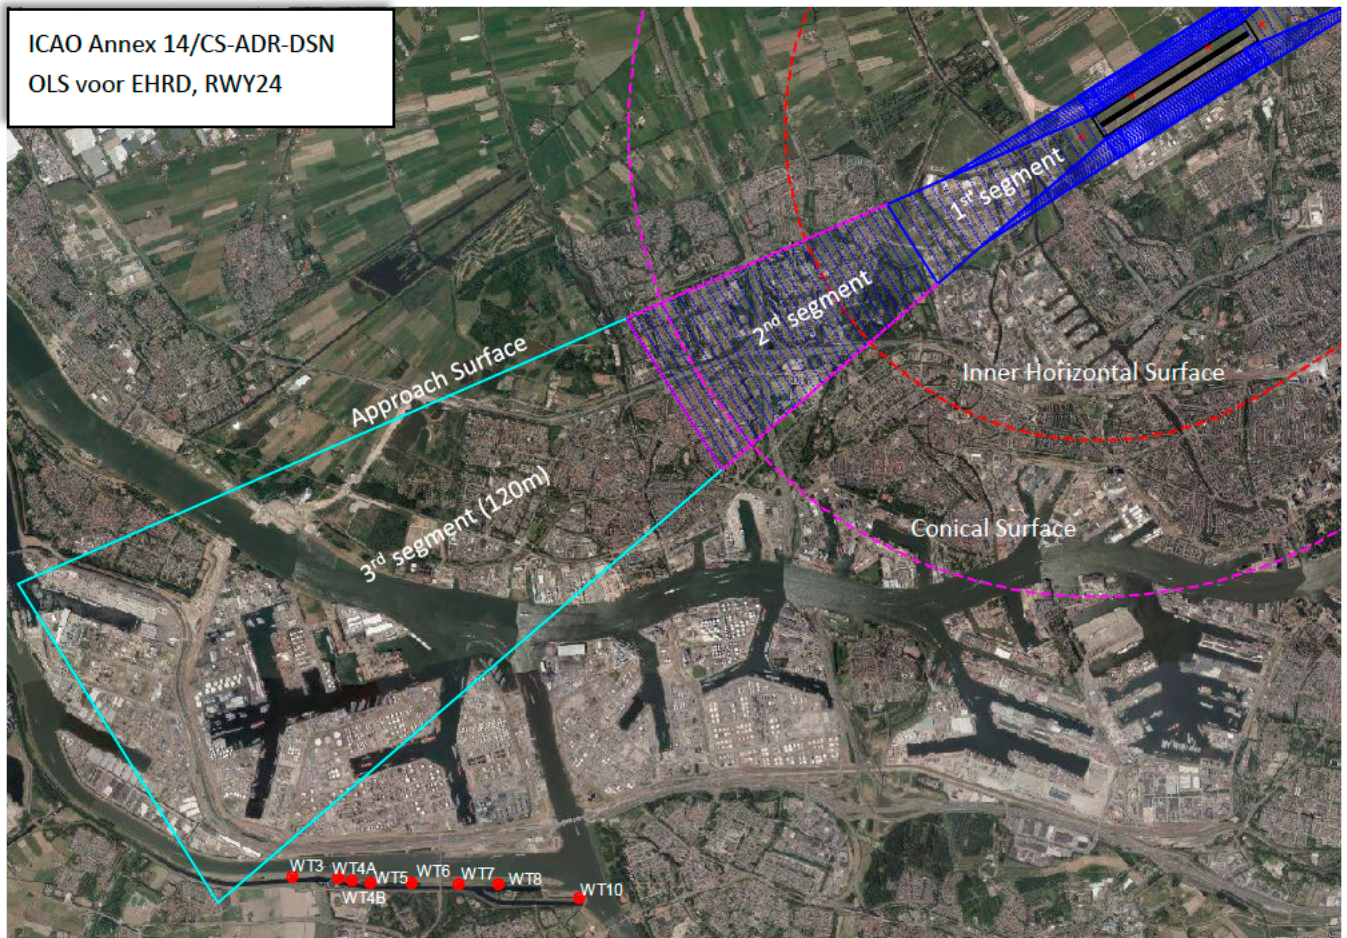 ICAO Annex 14/CS-ADR-DSN
OLS voor EHRD, RWY24
1st segment
2nd segment
Inner Horizontal Surface
Approach Surface
3rd segment (120m)
Conical Surface
WT3
WT4A
WT4B
WT5
WT6
WT7
WT8
WT10